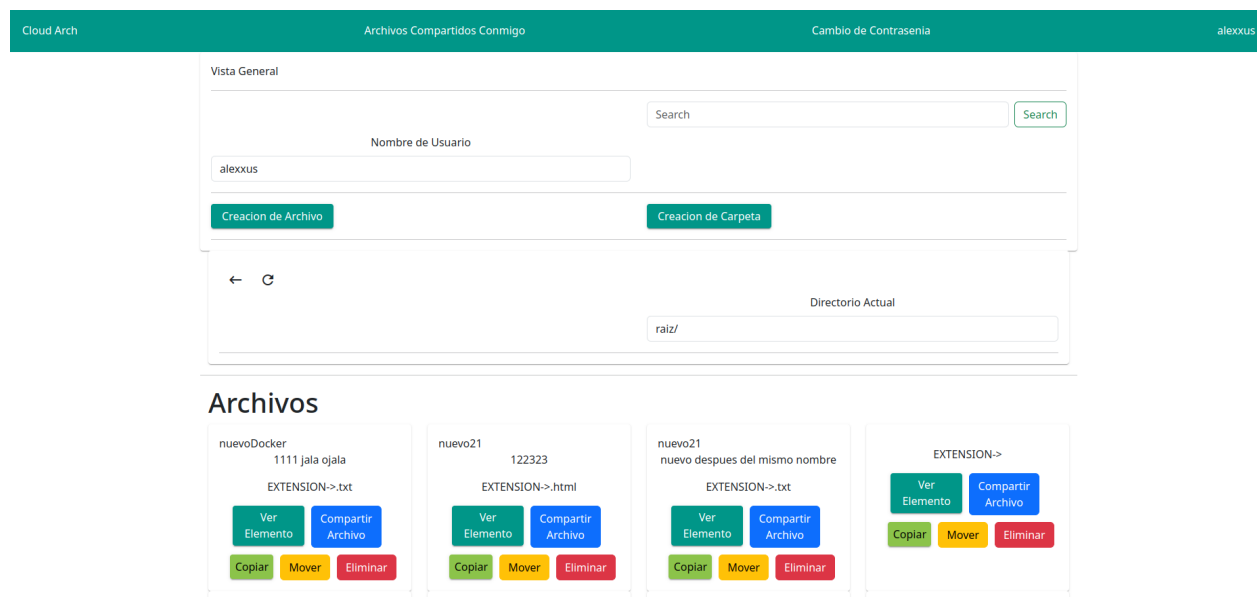 Cloud Arch
Archivos Compartidos Conmigo
Cambio de Contrasenia
alexxus
Vista General
Search
Search
Nombre de Usuario
alexxus
Creacion de Archivo
Creacion de Carpeta
Directorio Actual
raiz/
Archivos
nuevoDocker
1111 jala ojala
EXTENSION->.txt
Ver
Elemento
Compartir
Archivo
Copiar
Mover
Eliminar
nuevo21
122323
EXTENSION->.html
Ver
Elemento
Compartir
Archivo
Copiar
Mover
Eliminar
nuevo21
nuevo despues del mismo nombre
EXTENSION->.txt
Ver
Elemento
Compartir
Archivo
Copiar
Mover
Eliminar
EXTENSION->
Ver
Elemento
Compartir
Archivo
Copiar
Mover
Eliminar